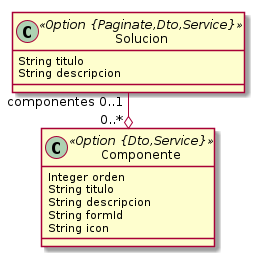 C «Option {Paginate,Dto,Service}»
Solucion
String titulo
String descripcion
componentes 0..1
0..*
C «Option {Dto,Service}»
Componente
Integer orden
String titulo
String descripcion
String formId
String icon